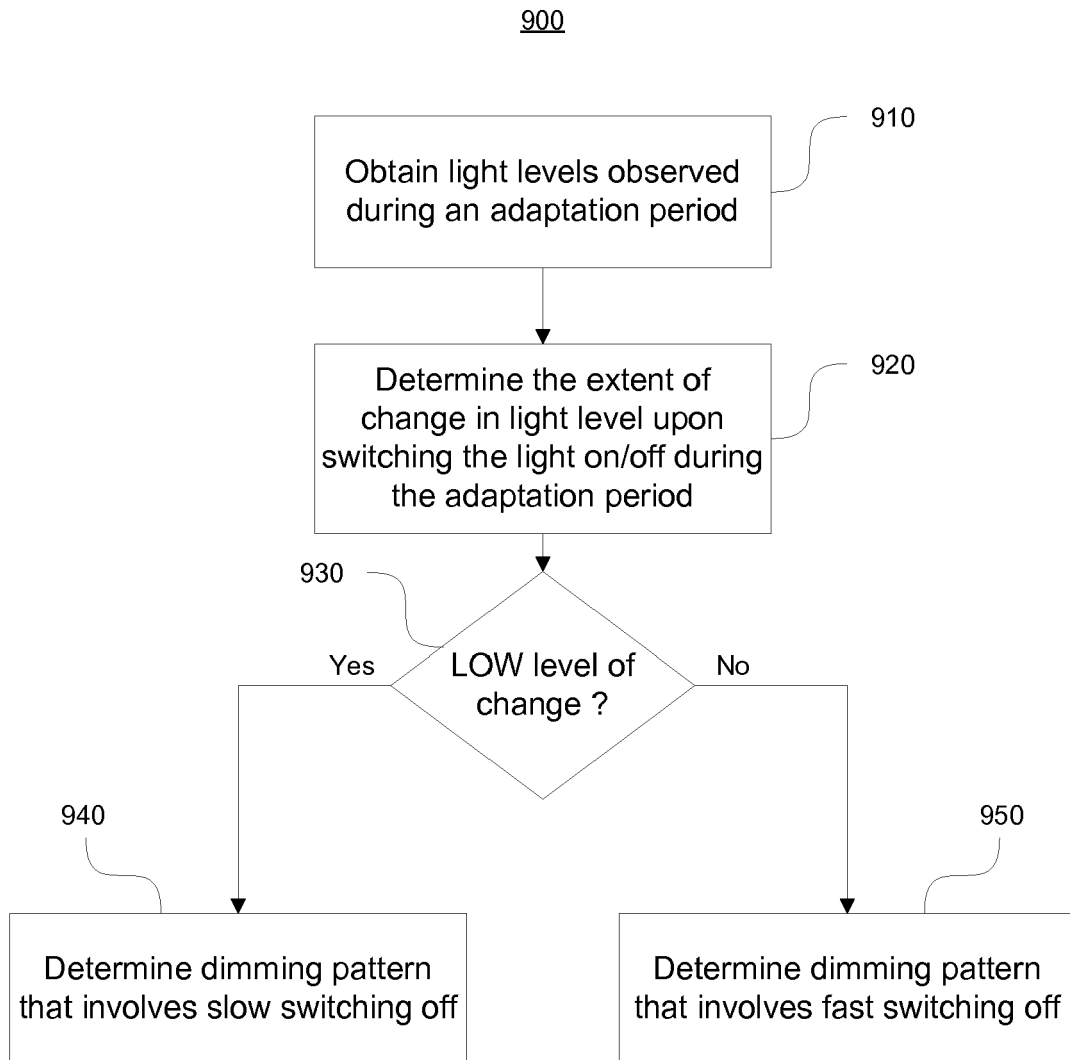 900
910
Obtain light levels observed
during an adaptation period
920
Determine the extent of
change in light level upon
switching the light on/off during
the adaptation period
930
Yes
LOW level of
change ?
No
940
950
Determine dimming pattern
that involves slow switching off
Determine dimming pattern
that involves fast switching off